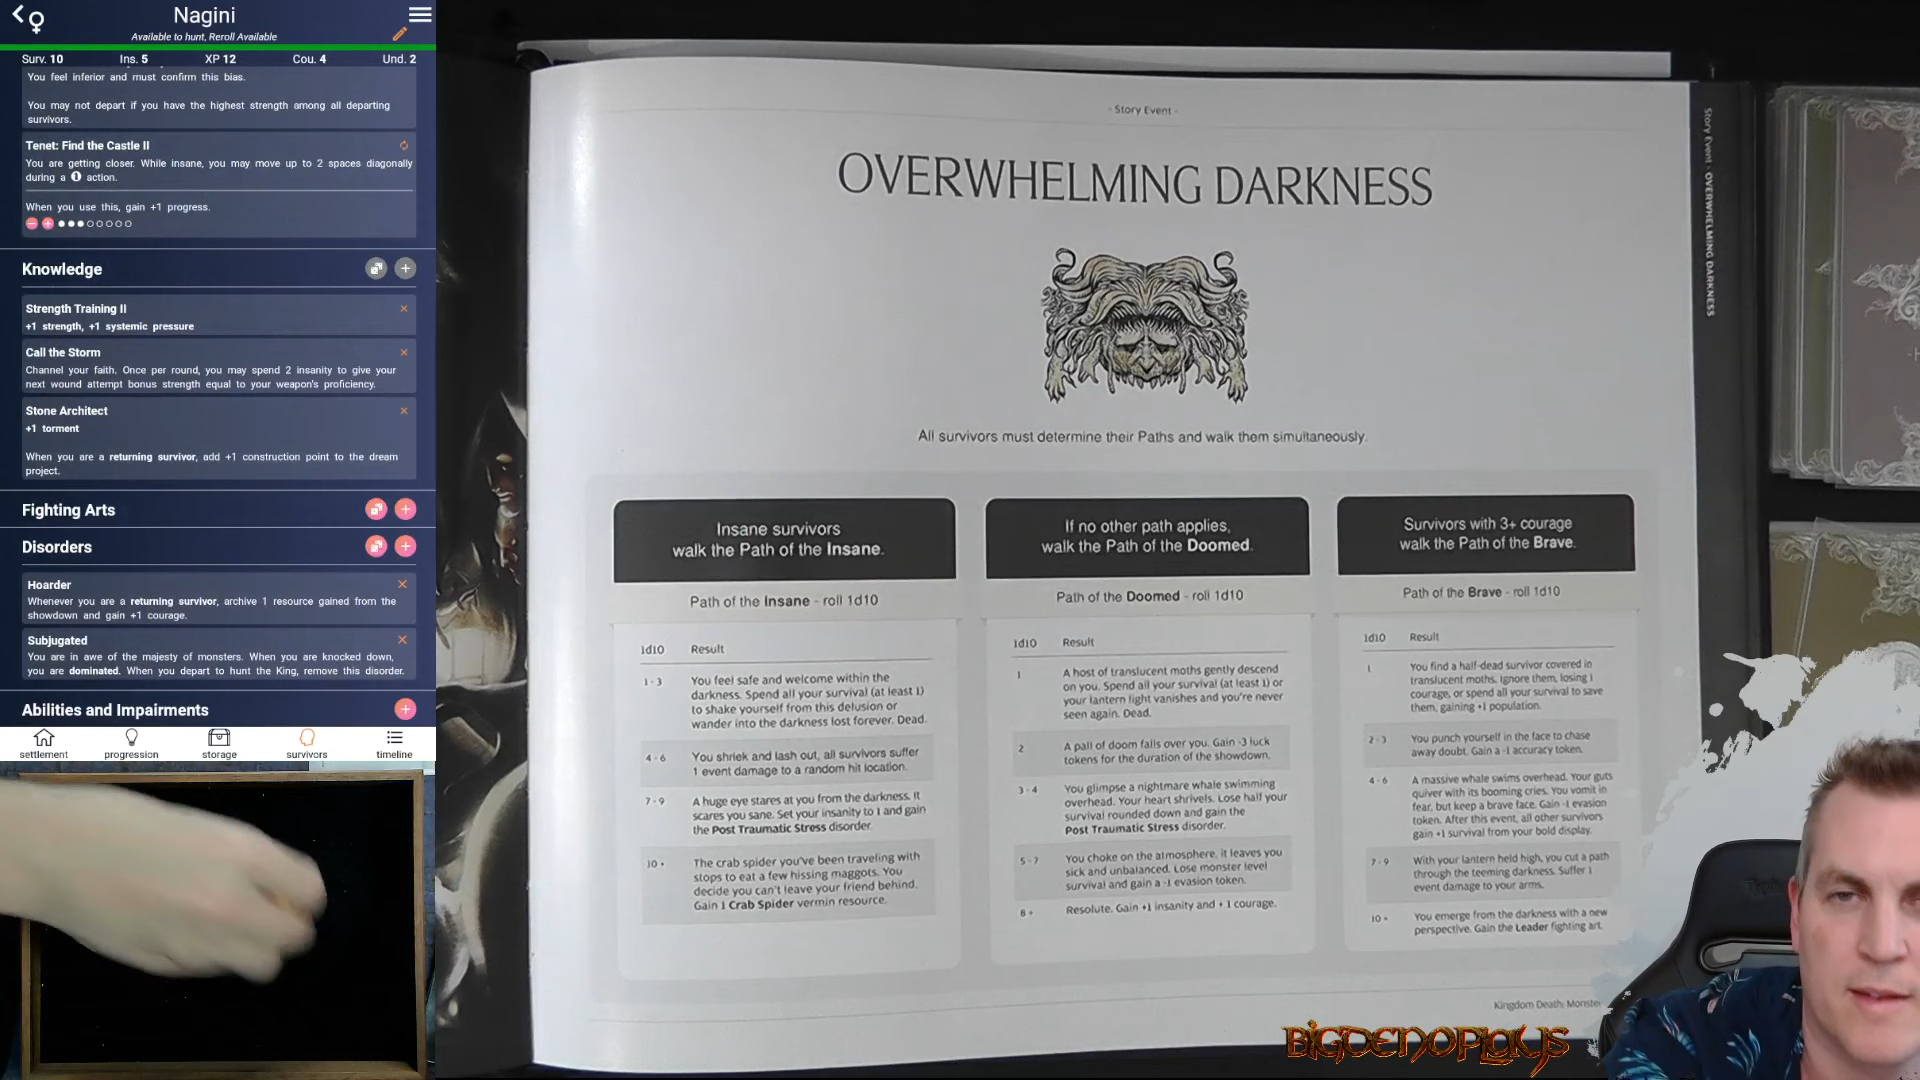 Nagini
Available to hunt, Reroll Available
Surv. 10 Ins. 5 XP 12 Cou. 4 Und. 2
You feel inferior and must confirm this bias.
You may not depart if you have the highest strength among all departing
survivors.
Tenet: Find the Castle II
You are getting closer. While insane, you may move up to 2 spaces diagonally
during a 1 action.
When you use this, gain +1 progress.
Knowledge
Strength Training II
+1 strength, +1 systemic pressure
Call the Storm
Channel your faith. Once per round, you may spend 2 insanity to give your
next wound attempt bonus strength equal to your weapon's proficiency.
Stone Architect
+1 torment
When you are a returning survivor, add +1 construction point to the dream
project.
Fighting Arts
Disorders
Hoarder
Whenever you are a returning survivor, archive 1 resource gained from the
showdown and gain +1 courage.
Subjugated
You are in awe of the majesty of monsters. When you are knocked down,
you are dominated. When you depart to hunt the King, remove this disorder.
Abilities and Impairments
settlement progression storage survivors timeline
- Story Event -
OVERWHELMING DARKNESS
All survivors must determine their Paths and walk them simultaneously.
Insane survivors
walk the Path of the Insane.
Path of the Insane - roll 1d10
1d10 Result
1 - 3 You feel safe and welcome within the
darkness. Spend all your survival (at least 1)
to shake yourself from this delusion or
wander into the darkness lost forever. Dead.
4 - 6 You shriek and lash out, all survivors suffer
1 event damage to a random hit location.
7 - 9 A huge eye stares at you from the darkness. It
scares you sane. Set your insanity to 1 and gain
the Post Traumatic Stress disorder.
10 + The crab spider you've been traveling with
stops to eat a few hissing maggots. You
decide you can't leave your friend behind.
Gain 1 Crab Spider vermin resource.
If no other path applies,
walk the Path of the Doomed.
Path of the Doomed - roll 1d10
1d10 Result
1 A host of translucent moths gently descend
on you. Spend all your survival (at least 1) or
your lantern light vanishes and you're never
seen again. Dead.
2 A pall of doom falls over you. Gain -3 luck
tokens for the duration of the showdown.
3 - 4 You glimpse a nightmare whale swimming
overhead. Your heart shrivels. Lose half your
survival rounded down and gain the
Post Traumatic Stress disorder.
5 - 7 You choke on the atmosphere, it leaves you
sick and unbalanced. Lose monster level
survival and gain a -1 evasion token.
8 + Resolute. Gain +1 insanity and +1 courage.
Survivors with 3+ courage
walk the Path of the Brave.
Path of the Brave - roll 1d10
1d10 Result
1 You find a half-dead survivor covered in
translucent moths. Ignore them, losing 1
courage, or spend all your survival to save
them, gaining +1 population.
2 - 3 You punch yourself in the face to chase
away doubt. Gain a -1 accuracy token.
4 - 6 A massive whale swims overhead. Your guts
quiver with its booming cries. You vomit in
fear, but keep a brave face. Gain -1 evasion
token. After this event, all other survivors
gain +1 survival from your bold display.
7 - 9 With your lantern held high, you cut a path
through the teeming darkness. Suffer 1
event damage to your arms.
10 + You emerge from the darkness with a new
perspective. Gain the Leader fighting art.
Kingdom Death: Monster
Story Event - OVERWHELMING DARKNESS
BIGDENOPLAYS